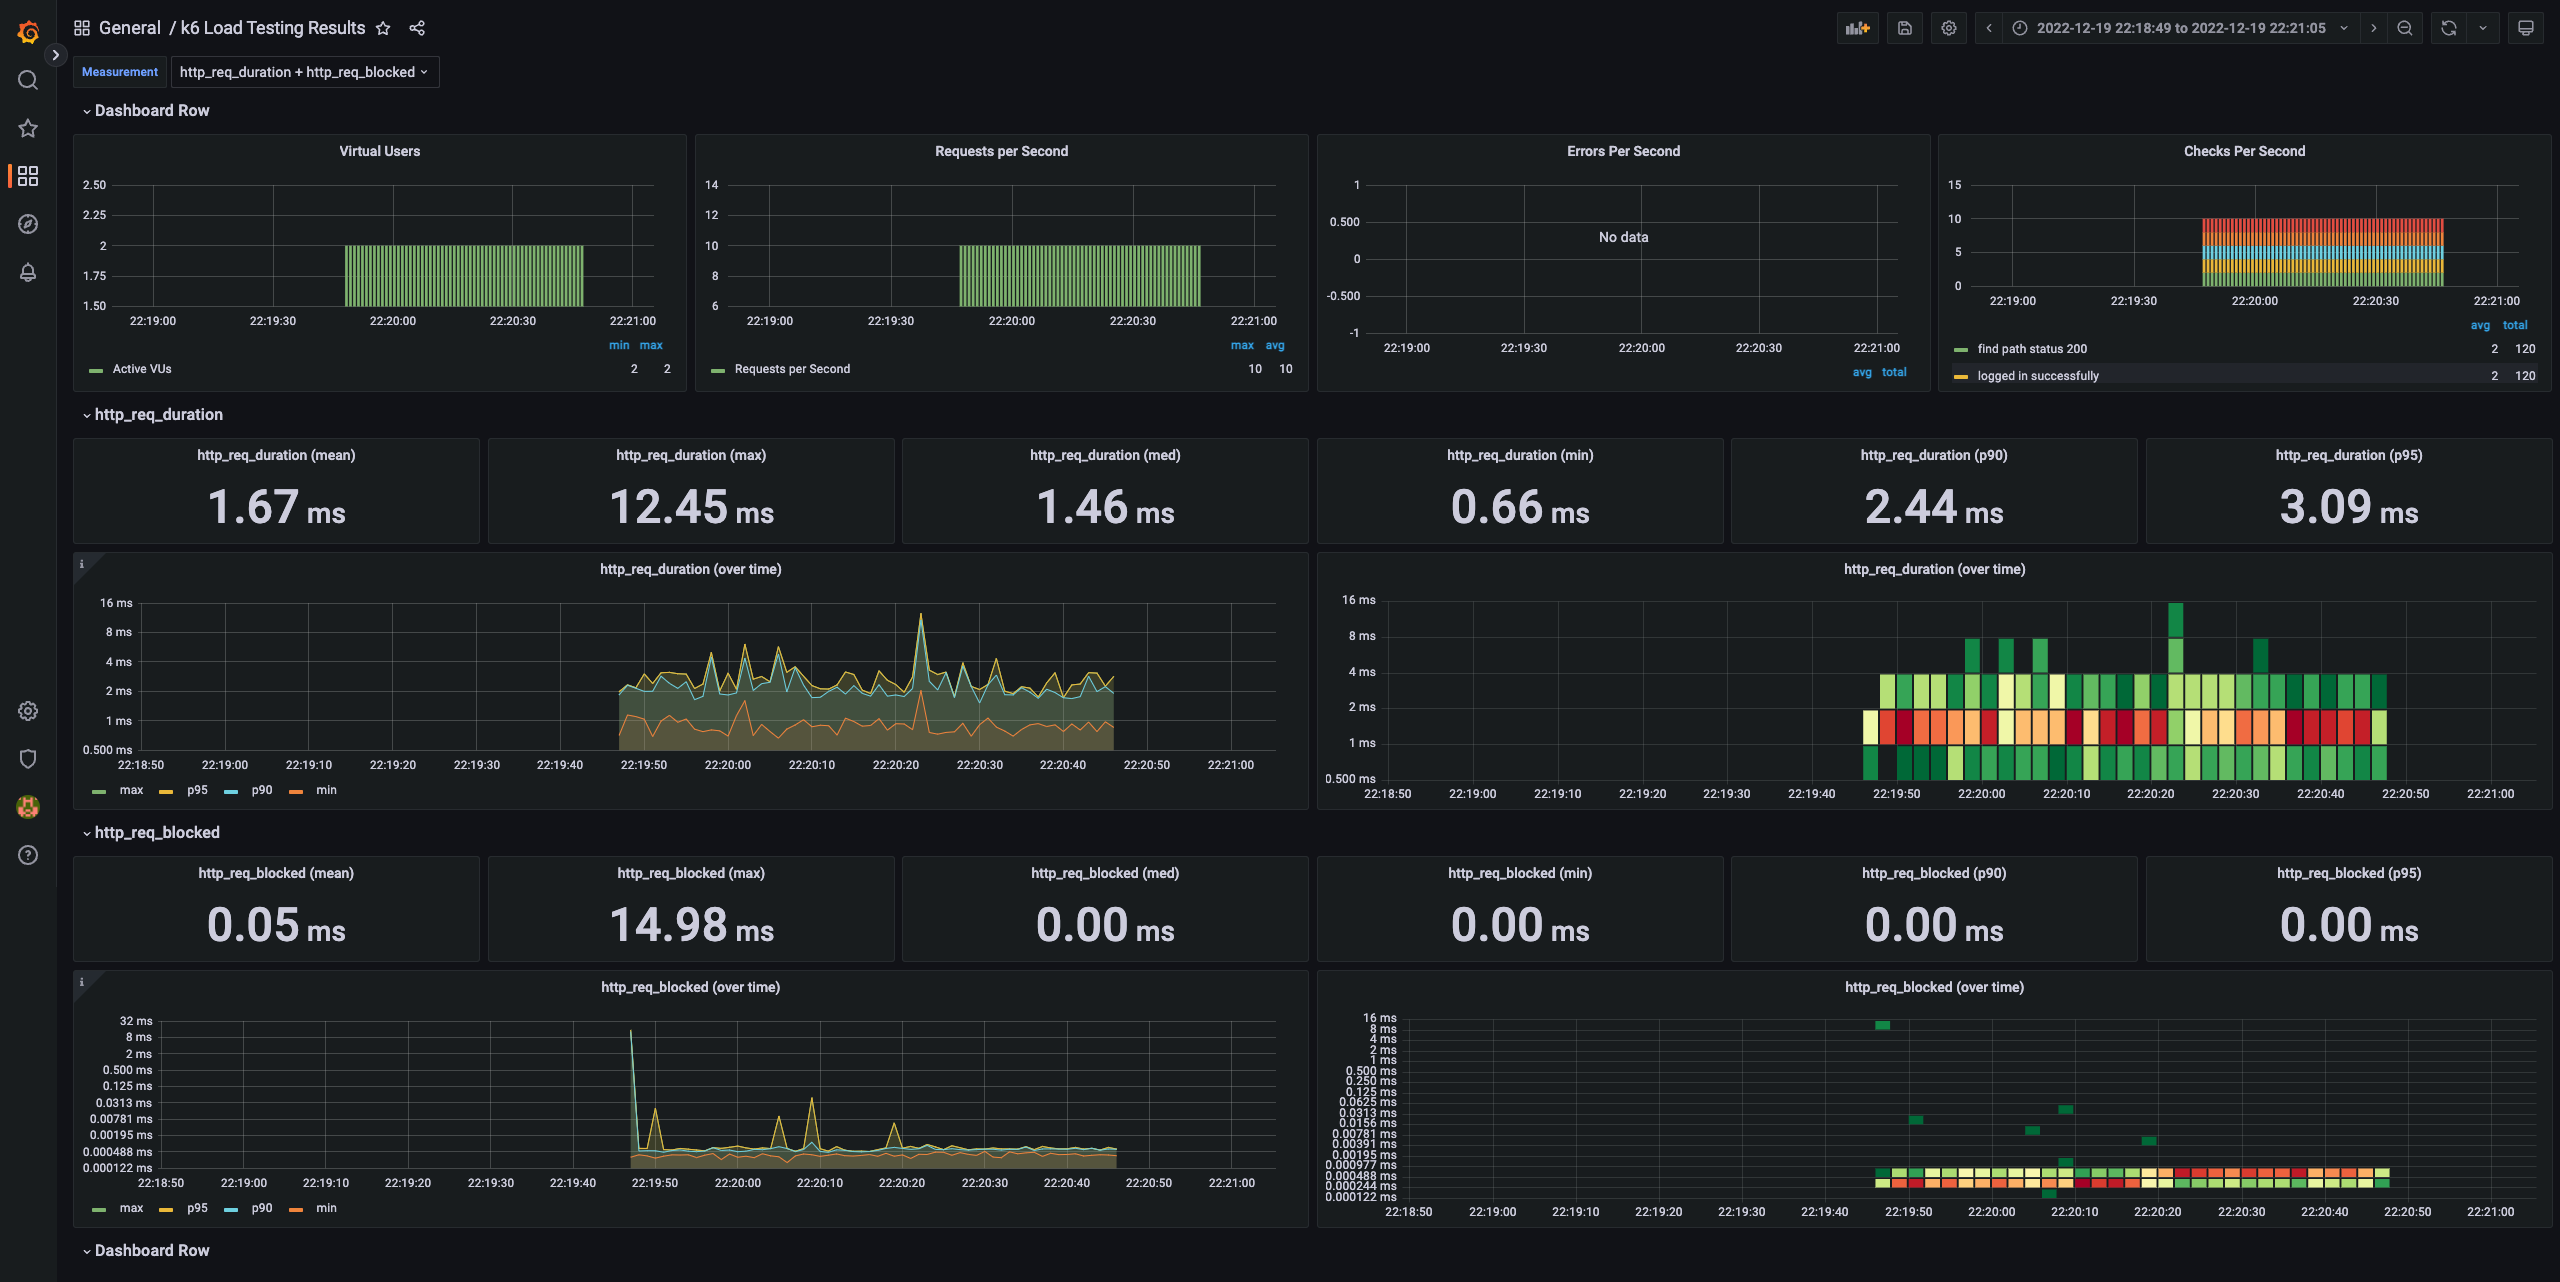 General / k6 Load Testing Results
2022-12-19 22:18:49 to 2022-12-19 22:21:05
Measurement http_req_duration + http_req_blocked
Dashboard Row
Virtual Users
2.50
2.25
2
1.75
1.50
22:19:00 22:19:30 22:20:00 22:20:30 22:21:00
min max
Active VUs 2 2
Requests per Second
14
12
10
8
6
22:19:00 22:19:30 22:20:00 22:20:30 22:21:00
max avg
Requests per Second 10 10
Errors Per Second
1
0.500
No data
0
-0.500
-1
22:19:00 22:19:30 22:20:00 22:20:30 22:21:00
avg total
Checks Per Second
15
10
5
0
22:19:00 22:19:30 22:20:00 22:20:30 22:21:00
avg total
find path status 200 2 120
logged in successfully 2 120
http_req_duration
http_req_duration (mean)
1.67 ms
http_req_duration (max)
12.45 ms
http_req_duration (med)
1.46 ms
http_req_duration (min)
0.66 ms
http_req_duration (p90)
2.44 ms
http_req_duration (p95)
3.09 ms
i
http_req_duration (over time)
16 ms
8 ms
4 ms
2 ms
1 ms
0.500 ms
22:18:50 22:19:00 22:19:10 22:19:20 22:19:30 22:19:40 22:19:50 22:20:00 22:20:10 22:20:20 22:20:30 22:20:40 22:20:50 22:21:00
max p95 p90 min
http_req_duration (over time)
16 ms
8 ms
4 ms
2 ms
1 ms
0.500 ms
22:18:50 22:19:00 22:19:10 22:19:20 22:19:30 22:19:40 22:19:50 22:20:00 22:20:10 22:20:20 22:20:30 22:20:40 22:20:50 22:21:00
http_req_blocked
http_req_blocked (mean)
0.05 ms
http_req_blocked (max)
14.98 ms
http_req_blocked (med)
0.00 ms
http_req_blocked (min)
0.00 ms
http_req_blocked (p90)
0.00 ms
http_req_blocked (p95)
0.00 ms
i
http_req_blocked (over time)
32 ms
8 ms
2 ms
0.500 ms
0.125 ms
0.0313 ms
0.00781 ms
0.00195 ms
0.000488 ms
0.000122 ms
22:18:50 22:19:00 22:19:10 22:19:20 22:19:30 22:19:40 22:19:50 22:20:00 22:20:10 22:20:20 22:20:30 22:20:40 22:20:50 22:21:00
max p95 p90 min
http_req_blocked (over time)
16 ms
8 ms
4 ms
2 ms
1 ms
0.500 ms
0.250 ms
0.125 ms
0.0625 ms
0.0313 ms
0.0156 ms
0.00781 ms
0.00391 ms
0.00195 ms
0.000977 ms
0.000488 ms
0.000244 ms
0.000122 ms
22:18:50 22:19:00 22:19:10 22:19:20 22:19:30 22:19:40 22:19:50 22:20:00 22:20:10 22:20:20 22:20:30 22:20:40 22:20:50 22:21:00
Dashboard Row